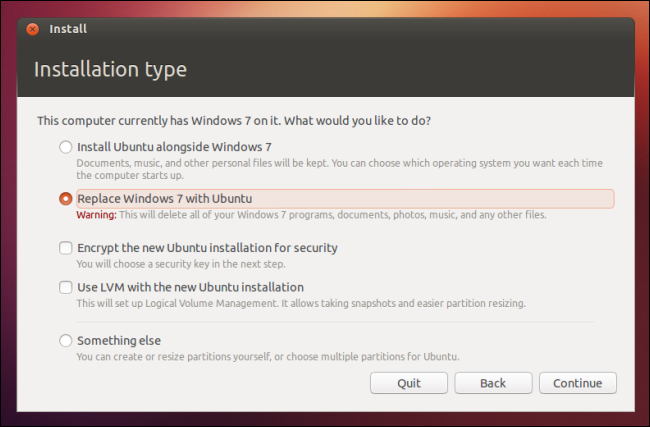 Install
Installation type
This computer currently has Windows 7 on it. What would you like to do?
Install Ubuntu alongside Windows 7
Documents, music, and other personal files will be kept. You can choose which operating system you want each time
the computer starts up.
Replace Windows 7 with Ubuntu
Warning: This will delete all of your Windows 7 programs, documents, photos, music, and any other files.
Encrypt the new Ubuntu installation for security
You will choose a security key in the next step.
Use LVM with the new Ubuntu installation
This will set up Logical Volume Management. It allows taking snapshots and easier partition resizing.
Something else
You can create or resize partitions yourself, or choose multiple partitions for Ubuntu.
Quit Back Continue